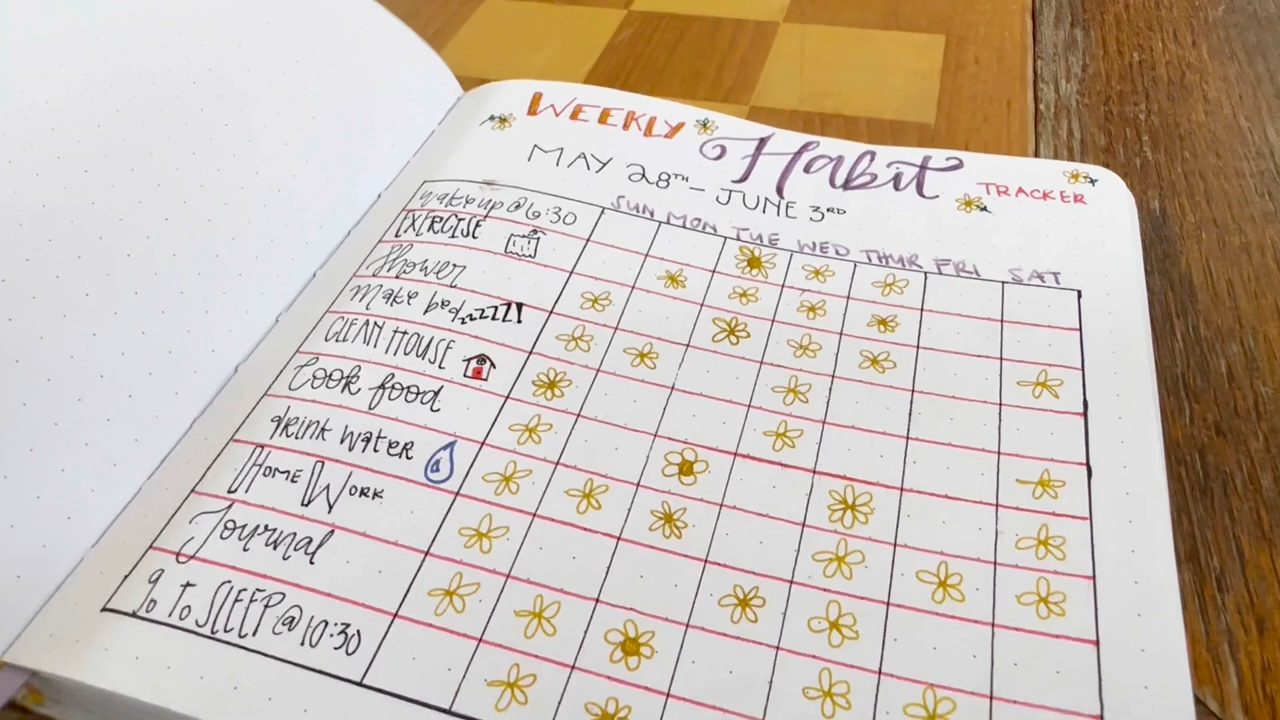 WEEKLY Habit TRACKER
MAY 28TH - JUNE 3RD
SUN MON TUE WED THUR FRI SAT
wake up @ 6:30
EXERCISE
Shower
Make bedzzzzz!
CLEAN HOUSE
Cook food
drink water
HOME WORK
Journal
go To SLEEP @ 10:30